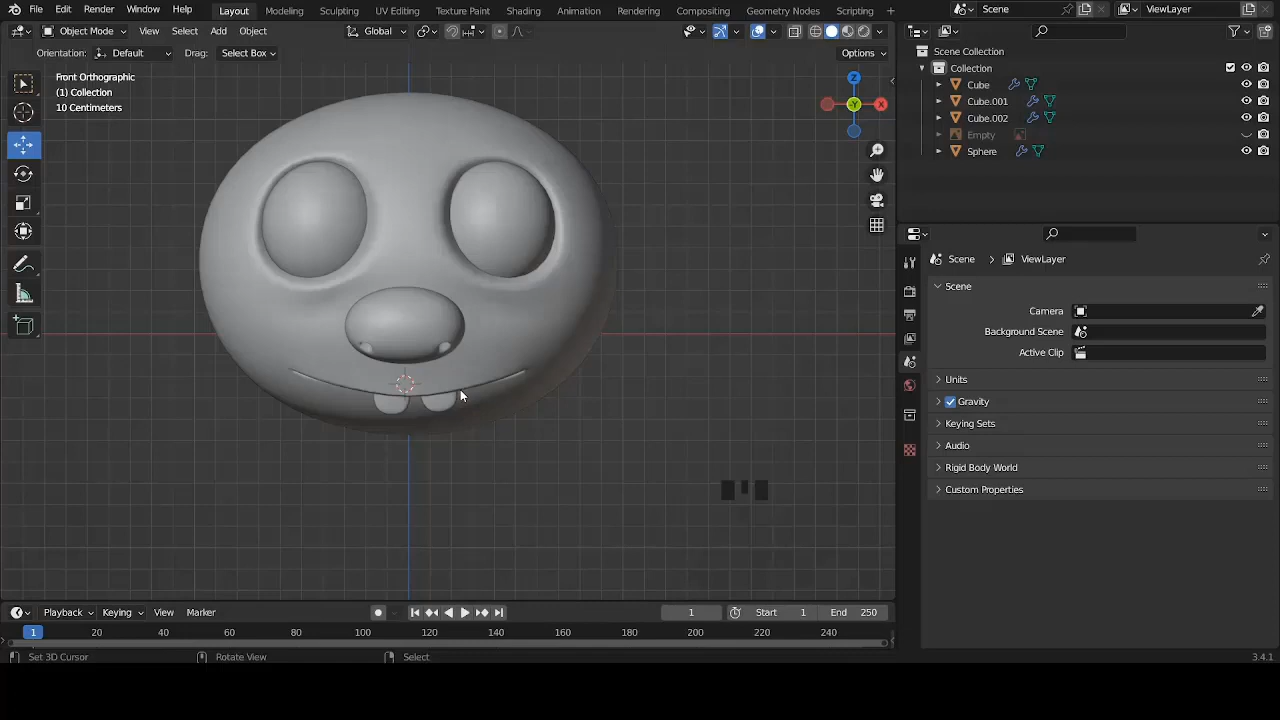 File Edit Render Window Help Layout Modeling Sculpting UV Editing Texture Paint Shading Animation Rendering Compositing Geometry Nodes Scripting + Scene ViewLayer
Object Mode View Select Add Object Global
Orientation: Default Drag: Select Box Options
Front Orthographic
(1) Collection
10 Centimeters
Z
Y
X
Scene Collection
Collection
Cube
Cube.001
Cube.002
Empty
Sphere
Scene ViewLayer
Scene
Camera
Background Scene
Active Clip
Units
Gravity
Keying Sets
Audio
Rigid Body World
Custom Properties
Playback Keying View Marker 1 Start 1 End 250
1 20 40 60 80 100 120 140 160 180 200 220 240
Set 3D Cursor Rotate View Select 3.4.1